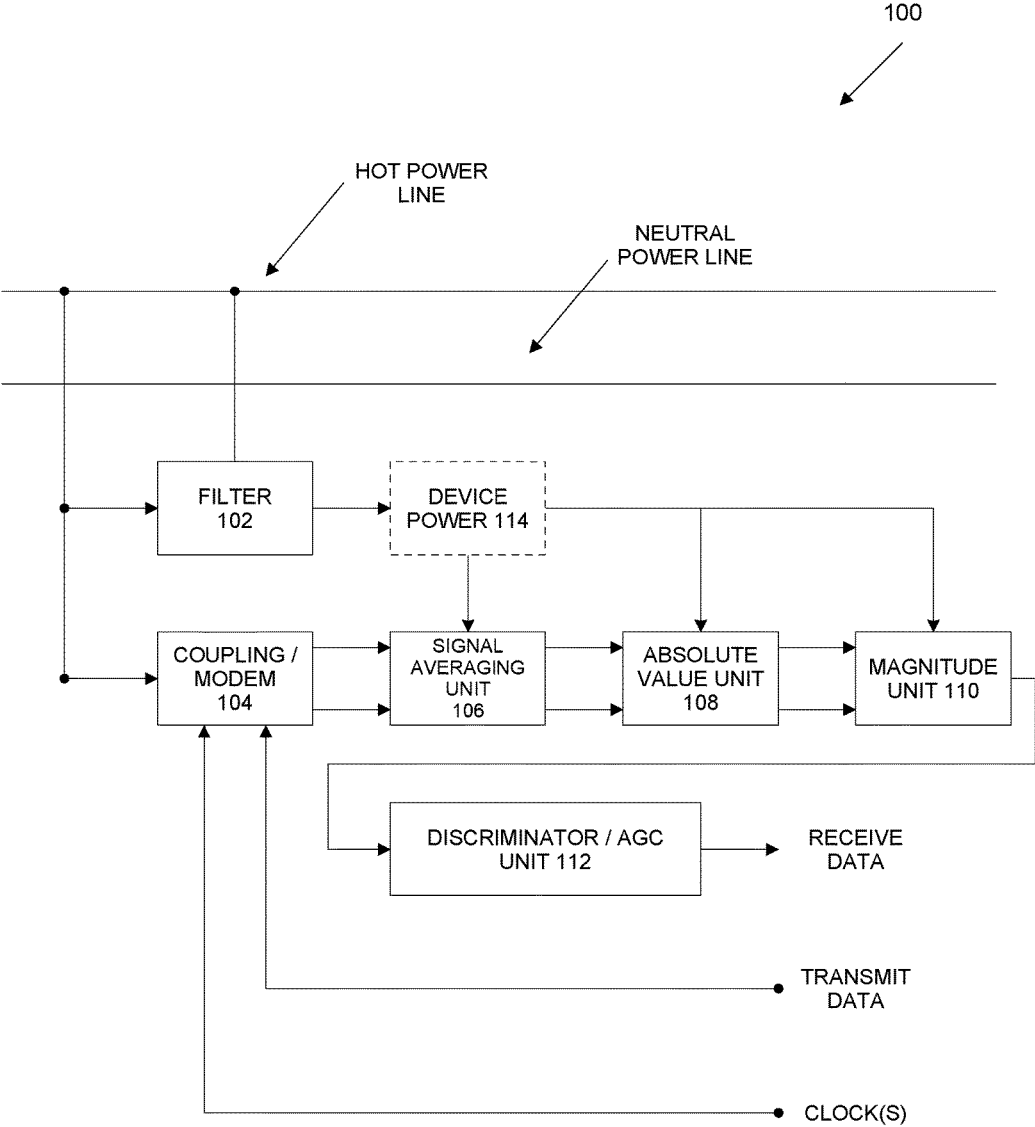 100
HOT POWER
LINE
NEUTRAL
POWER LINE
FILTER
102
DEVICE
POWER 114
COUPLING /
MODEM
104
SIGNAL
AVERAGING
UNIT
106
ABSOLUTE
VALUE UNIT
108
MAGNITUDE
UNIT 110
DISCRIMINATOR / AGC
UNIT 112
RECEIVE
DATA
TRANSMIT
DATA
CLOCK(S)